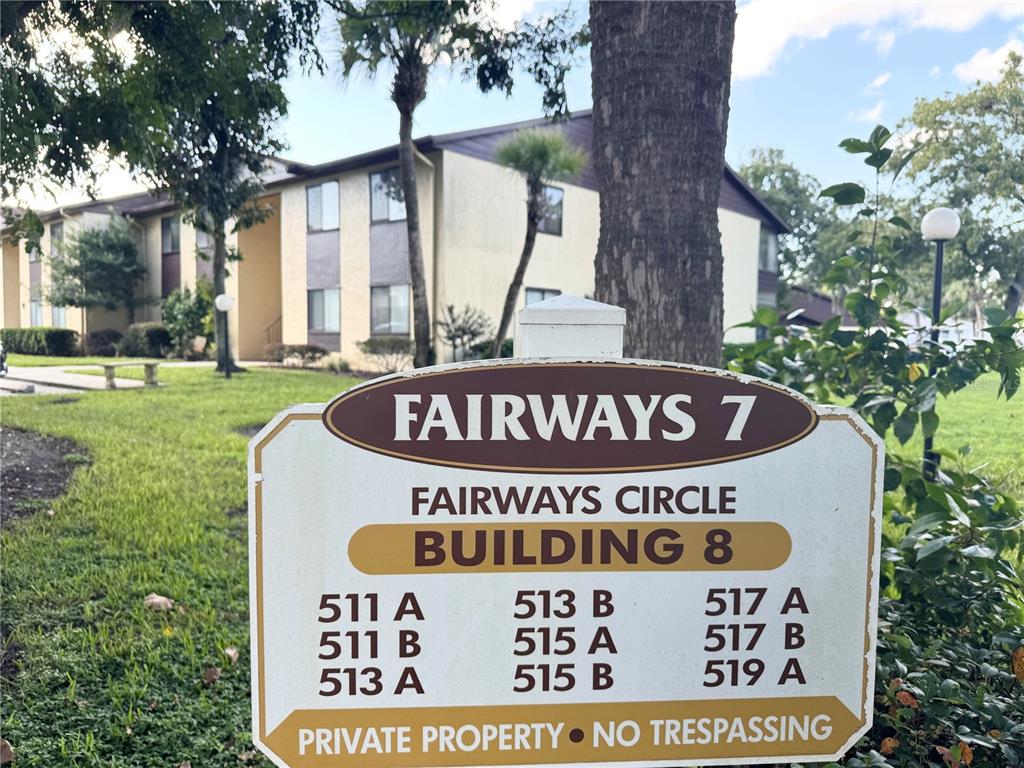 FAIRWAYS 7
FAIRWAYS CIRCLE
BUILDING 8
511 A 513 B 517 A
511 B 515 A 517 B
513 A 515 B 519 A
PRIVATE PROPERTY • NO TRESPASSING